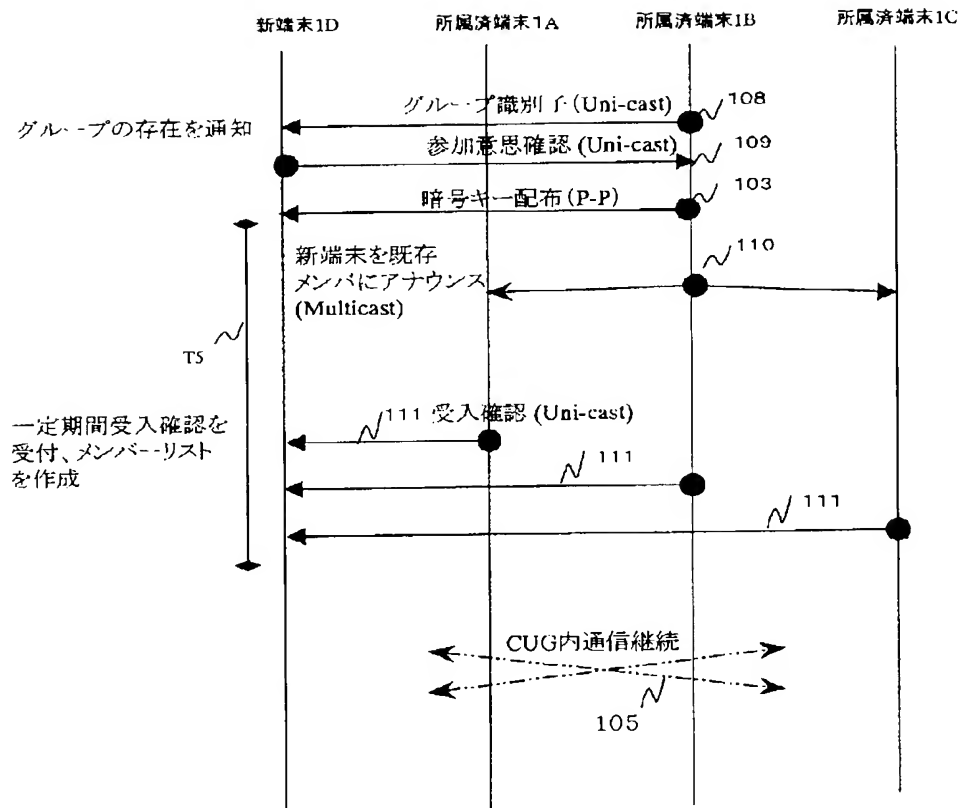 新端末1D
所属済端末1A
所属済端末1B
所属済端末1C
グループ識別子(Uni-cast)
108
グループの存在を通知
参加意思確認 (Uni-cast)
109
暗号キー配布(P-P)
103
新端末を既存
メンバにアナウンス
(Multicast)
110
T5
111 受入確認 (Uni-cast)
一定期間受入確認を
受付、メンバーリスト
を作成
111
111
CUG内通信継続
105